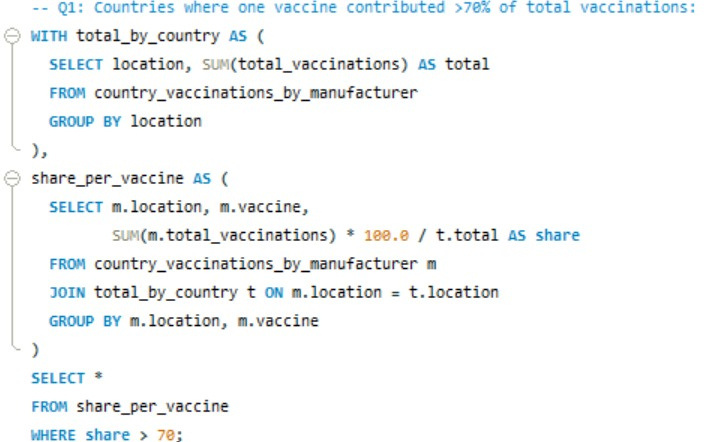 -- Q1: Countries where one vaccine contributed >70% of total vaccinations:
WITH total_by_country AS (
SELECT location, SUM(total_vaccinations) AS total
FROM country_vaccinations_by_manufacturer
GROUP BY location
),
share_per_vaccine AS (
SELECT m.location, m.vaccine,
SUM(m.total_vaccinations) * 100.0 / t.total AS share
FROM country_vaccinations_by_manufacturer m
JOIN total_by_country t ON m.location = t.location
GROUP BY m.location, m.vaccine
)
SELECT *
FROM share_per_vaccine
WHERE share > 70;